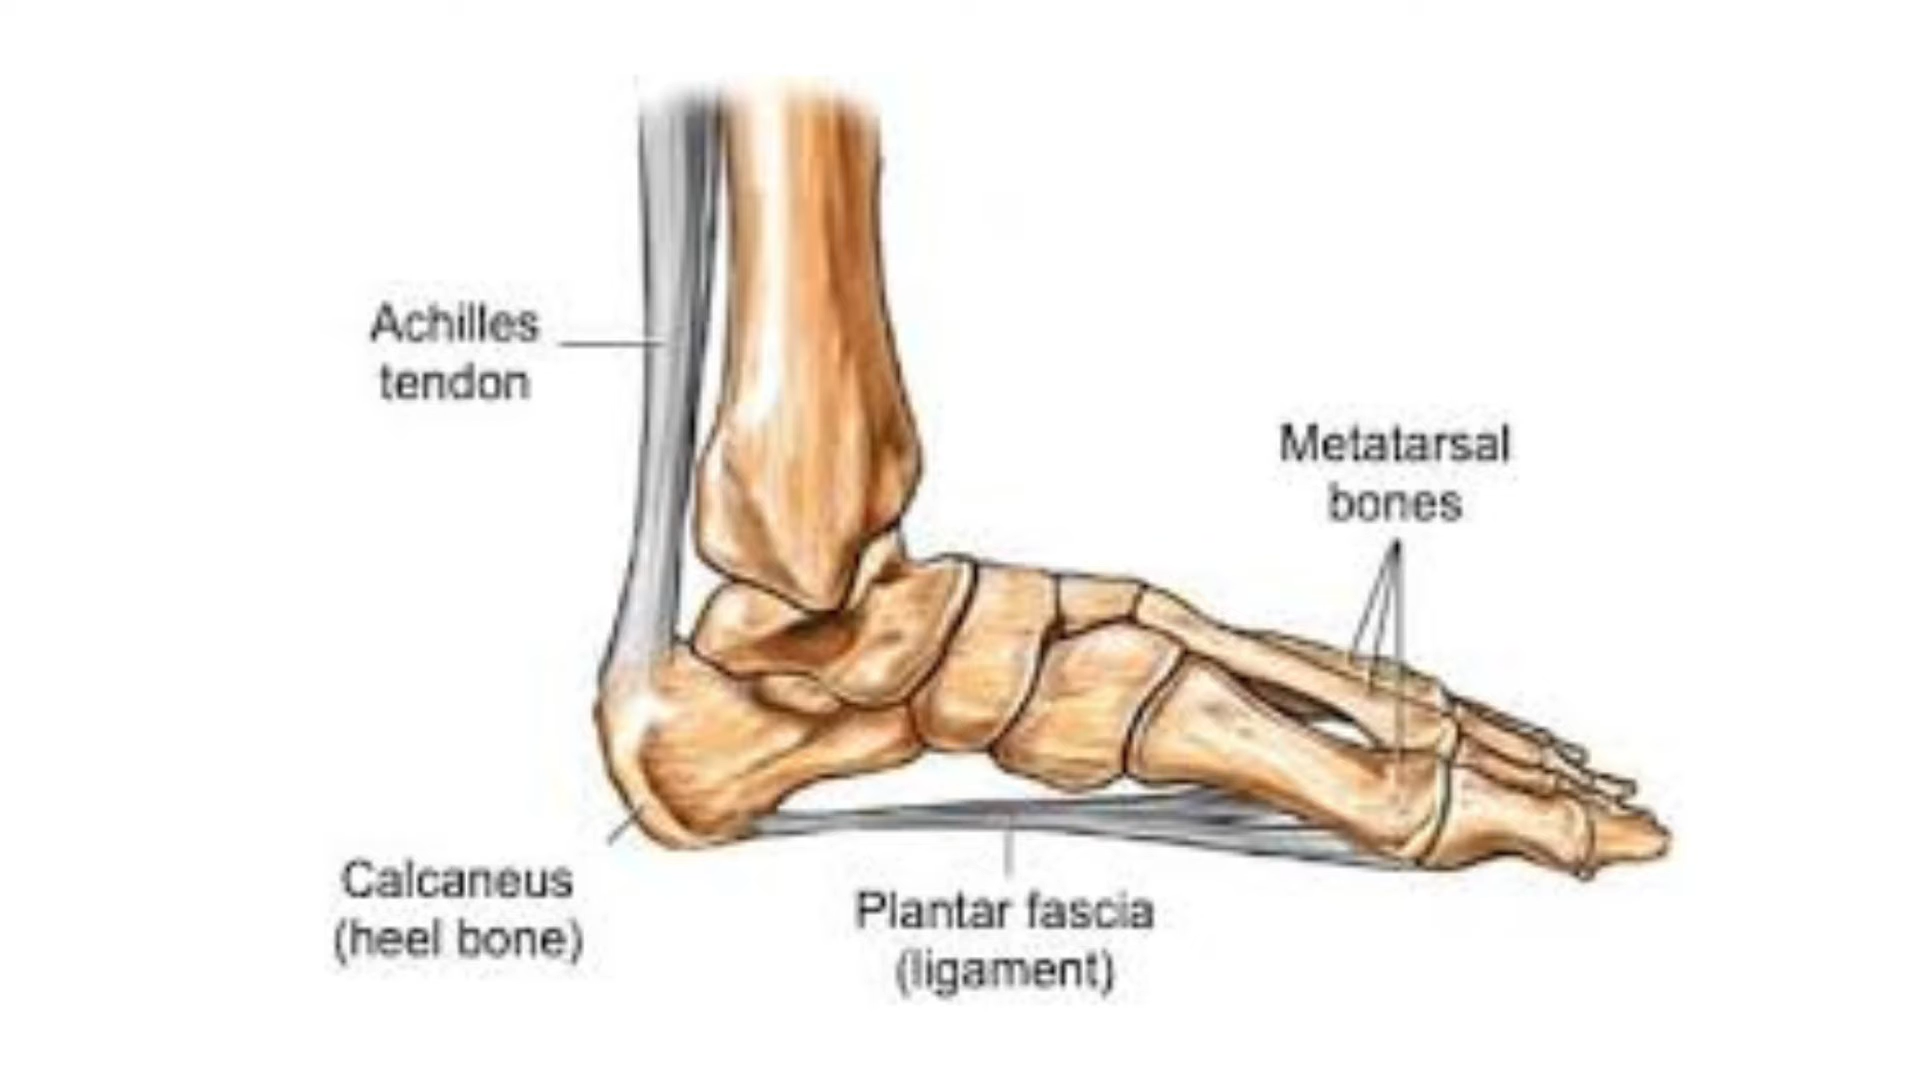 Achilles
tendon
Metatarsal
bones
Calcaneus
(heel bone)
Plantar fascia
(ligament)